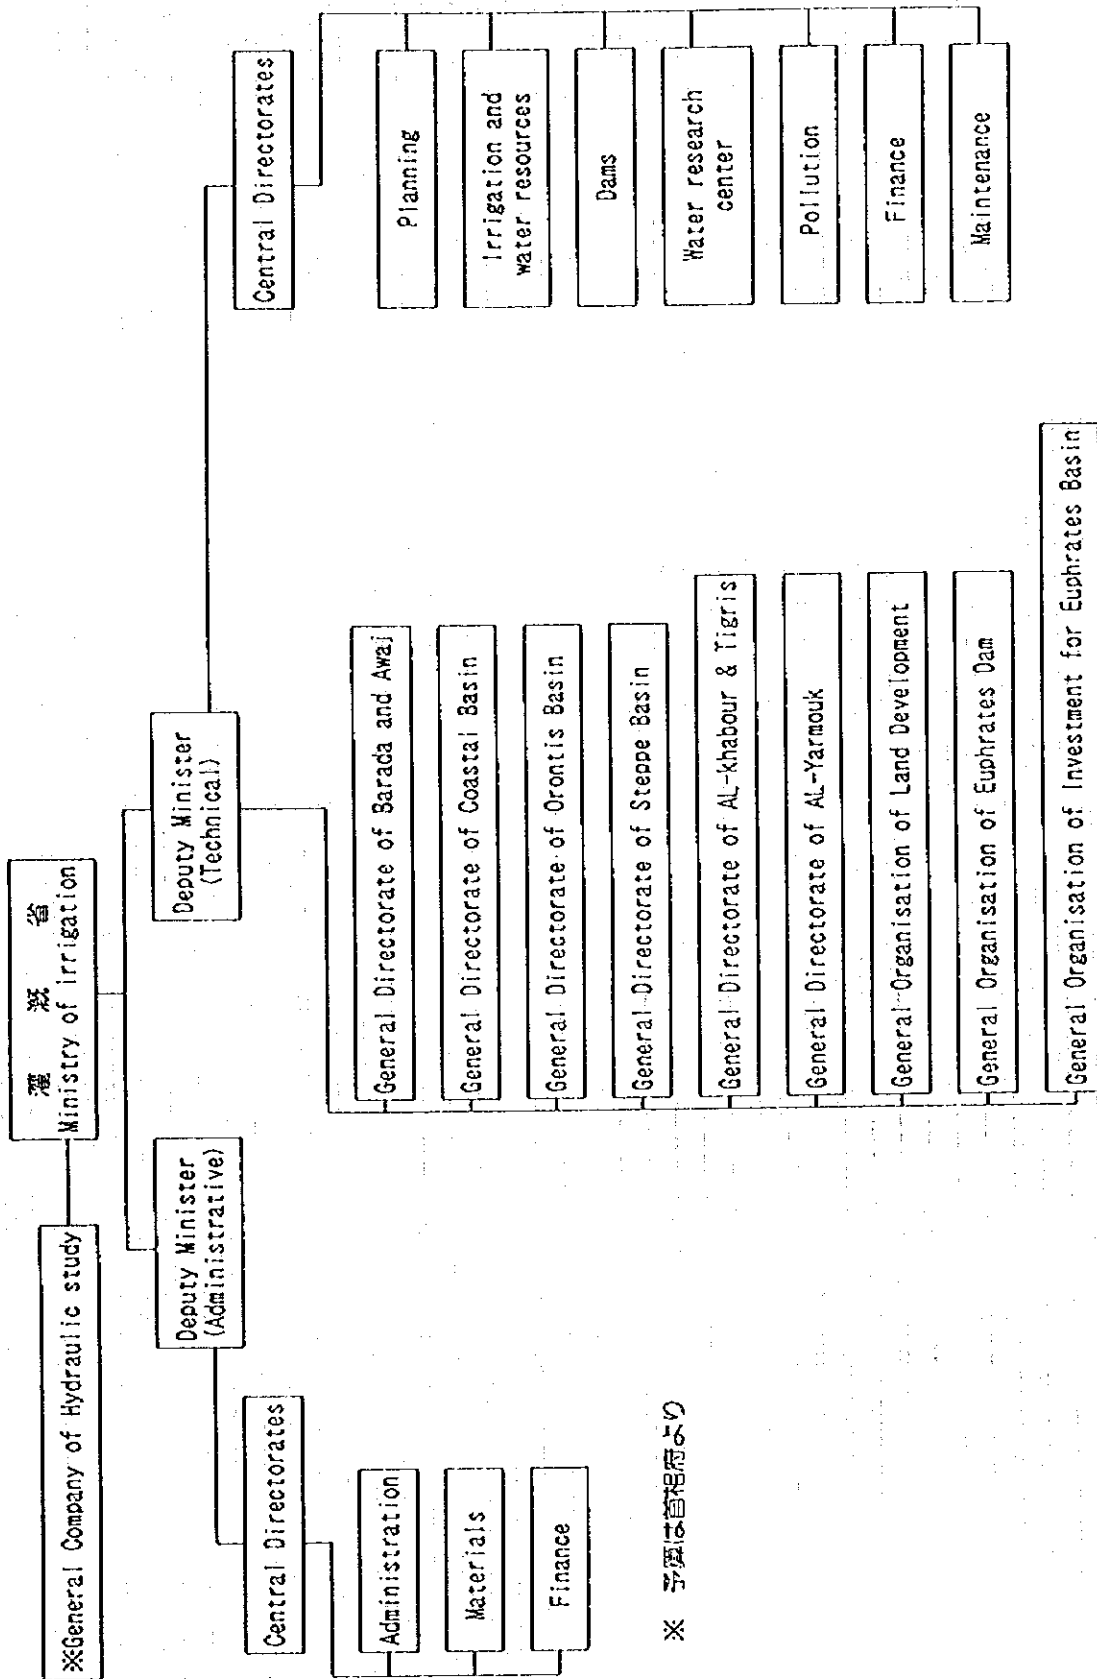 灌 漑 省
Ministry of irrigation
※General Company of Hydraulic study
Deputy Minister
(Administrative)
Deputy Minister
(Technical)
Central Directorates
Administration
Materials
Finance
General Directorate of Barada and Awaj
General Directorate of Coastal Basin
General Directorate of Orontis Basin
General Directorate of Steppe Basin
General Directorate of AL-khabour & Tigris
General Directorate of AL-Yarmouk
General Organisation of Land Development
General Organisation of Euphrates Dam
General Organisation of Investment for Euphrates Basin
Central Directorates
Planning
Irrigation and
water resources
Dams
Water research
center
Pollution
Finance
Maintenance
※ 予算は首相府より